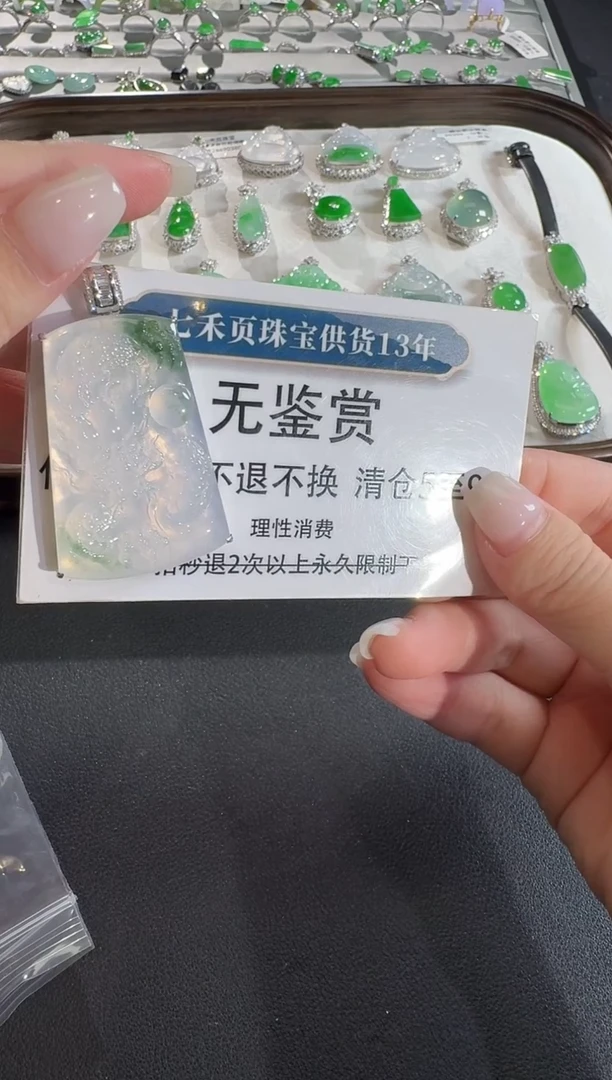 七禾页珠宝供货13年
无鉴赏
不退不换 清仓
理性消费
秒退2次以上永久限制